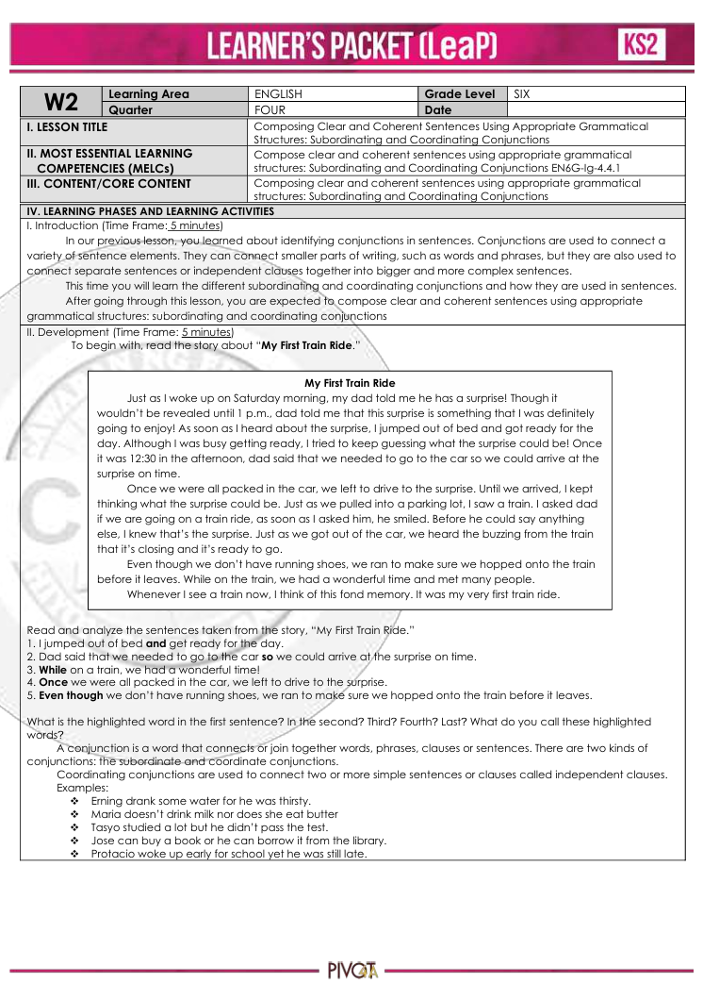 LEARNER'S PACKET (LeaP)
KS2
W2
Learning Area
ENGLISH
Grade Level
SIX
Quarter
FOUR
Date
I. LESSON TITLE
Composing Clear and Coherent Sentences Using Appropriate Grammatical
Structures: Subordinating and Coordinating Conjunctions
II. MOST ESSENTIAL LEARNING
COMPETENCIES (MELCs)
Compose clear and coherent sentences using appropriate grammatical
structures: Subordinating and Coordinating Conjunctions EN6G-Ig-4.4.1
III. CONTENT/CORE CONTENT
Composing clear and coherent sentences using appropriate grammatical
structures: Subordinating and Coordinating Conjunctions
IV. LEARNING PHASES AND LEARNING ACTIVITIES
I. Introduction (Time Frame: 5 minutes)
In our previous lesson, you learned about identifying conjunctions in sentences. Conjunctions are used to connect a
variety of sentence elements. They can connect smaller parts of writing, such as words and phrases, but they are also used to
connect separate sentences or independent clauses together into bigger and more complex sentences.
This time you will learn the different subordinating and coordinating conjunctions and how they are used in sentences.
After going through this lesson, you are expected to compose clear and coherent sentences using appropriate
grammatical structures: subordinating and coordinating conjunctions
II. Development (Time Frame: 5 minutes)
To begin with, read the story about “My First Train Ride.”
My First Train Ride
Just as I woke up on Saturday morning, my dad told me he has a surprise! Though it
wouldn’t be revealed until 1 p.m., dad told me that this surprise is something that I was definitely
going to enjoy! As soon as I heard about the surprise, I jumped out of bed and got ready for the
day. Although I was busy getting ready, I tried to keep guessing what the surprise could be! Once
it was 12:30 in the afternoon, dad said that we needed to go to the car so we could arrive at the
surprise on time.
Once we were all packed in the car, we left to drive to the surprise. Until we arrived, I kept
thinking what the surprise could be. Just as we pulled into a parking lot, I saw a train. I asked dad
if we are going on a train ride, as soon as I asked him, he smiled. Before he could say anything
else, I knew that’s the surprise. Just as we got out of the car, we heard the buzzing from the train
that it’s closing and it’s ready to go.
Even though we don’t have running shoes, we ran to make sure we hopped onto the train
before it leaves. While on the train, we had a wonderful time and met many people.
Whenever I see a train now, I think of this fond memory. It was my very first train ride.
Read and analyze the sentences taken from the story, “My First Train Ride.”
1. I jumped out of bed and get ready for the day.
2. Dad said that we needed to go to the car so we could arrive at the surprise on time.
3. While on a train, we had a wonderful time!
4. Once we were all packed in the car, we left to drive to the surprise.
5. Even though we don’t have running shoes, we ran to make sure we hopped onto the train before it leaves.
What is the highlighted word in the first sentence? In the second? Third? Fourth? Last? What do you call these highlighted
words?
A conjunction is a word that connects or join together words, phrases, clauses or sentences. There are two kinds of
conjunctions: the subordinate and coordinate conjunctions.
Coordinating conjunctions are used to connect two or more simple sentences or clauses called independent clauses.
Examples:
❖ Erning drank some water for he was thirsty.
❖ Maria doesn’t drink milk nor does she eat butter
❖ Tasyo studied a lot but he didn’t pass the test.
❖ Jose can buy a book or he can borrow it from the library.
❖ Protacio woke up early for school yet he was still late.
PIVOT 4A